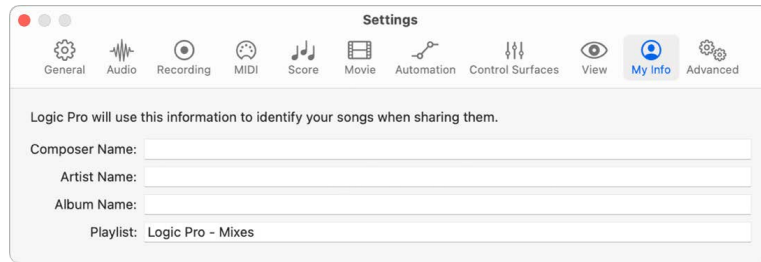 Settings
General Audio Recording MIDI Score Movie Automation Control Surfaces View My Info Advanced
Logic Pro will use this information to identify your songs when sharing them.
Composer Name:
Artist Name:
Album Name:
Playlist: Logic Pro - Mixes